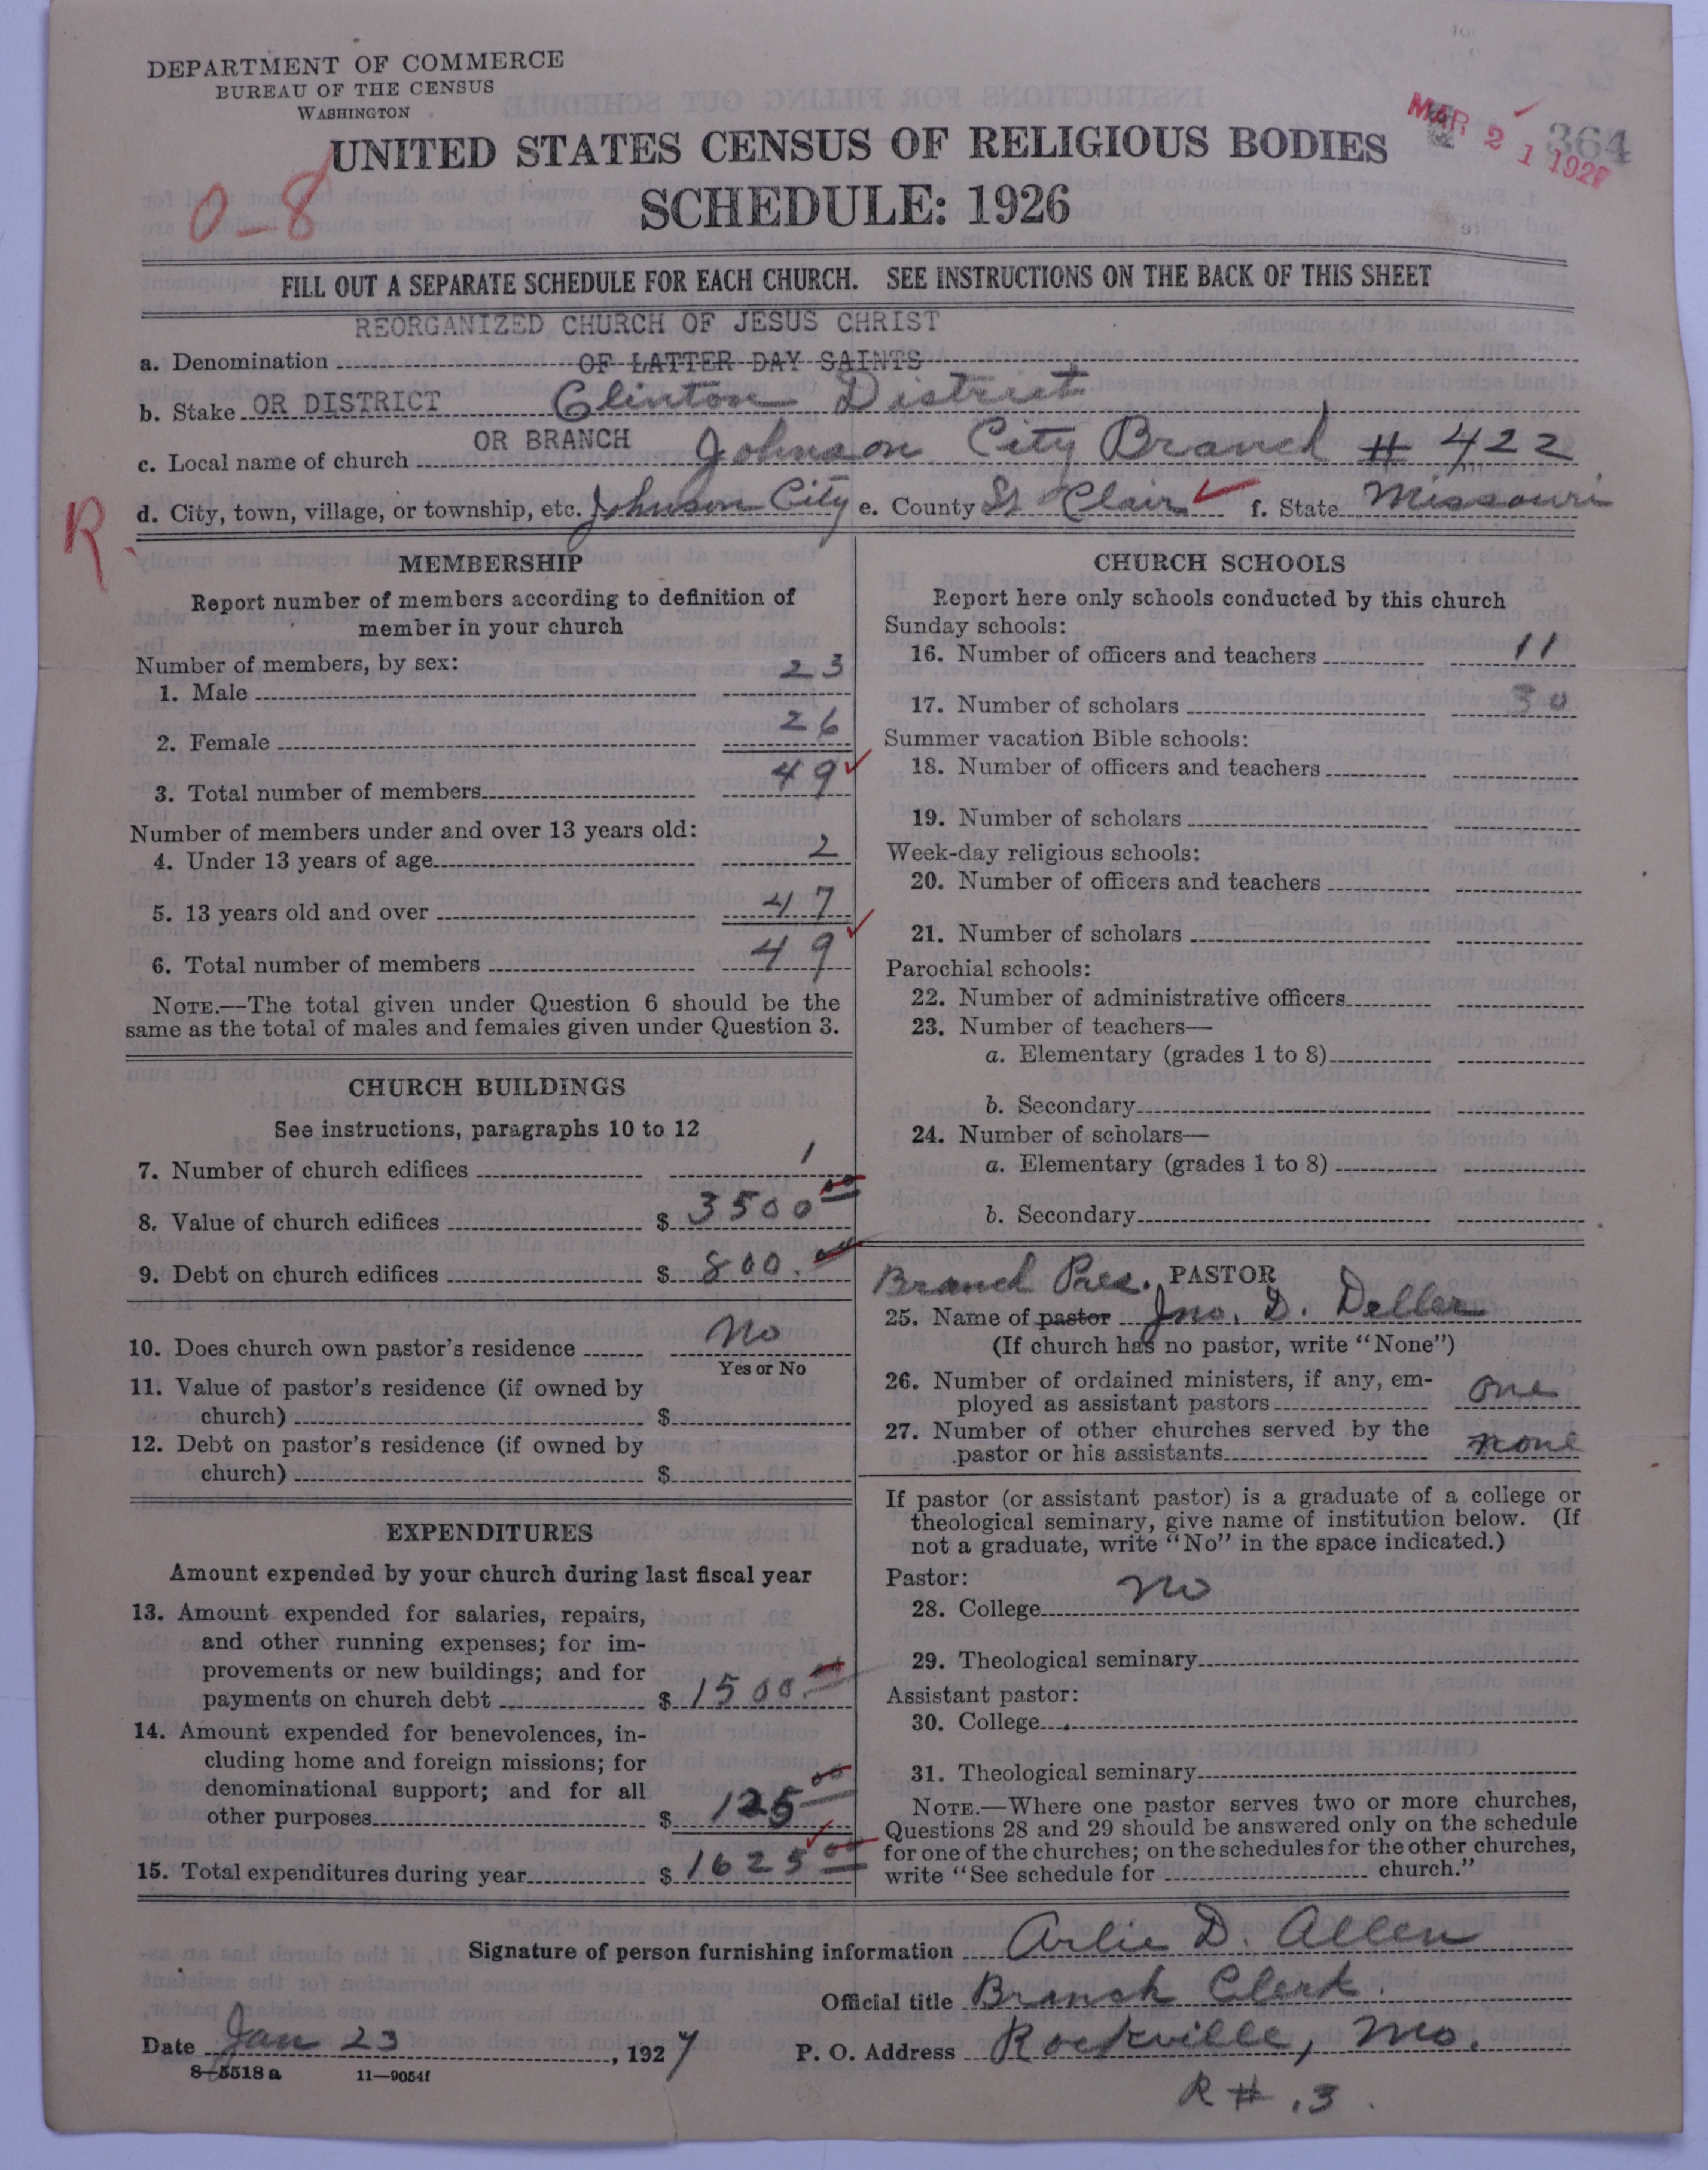 DEPARTMENT OF COMMERCE
BUREAU OF THE CENSUS
WASHINGTON
UNITED STATES CENSUS OF RELIGIOUS BODIES
SCHEDULE: 1926
MAR 21 1927
364
0-8
FILL OUT A SEPARATE SCHEDULE FOR EACH CHURCH. SEE INSTRUCTIONS ON THE BACK OF THIS SHEET
REORGANIZED CHURCH OF JESUS CHRIST
a. Denomination OF LATTER DAY SAINTS
b. Stake OR DISTRICT Clinton District
c. Local name of church OR BRANCH Johnson City Branch # 422
d. City, town, village, or township, etc. Johnson City e. County St Clair f. State Missouri
R
MEMBERSHIP
Report number of members according to definition of
member in your church
Number of members, by sex:
1. Male 23
2. Female 26
3. Total number of members 49
Number of members under and over 13 years old:
4. Under 13 years of age 2
5. 13 years old and over 47
6. Total number of members 49
NOTE.—The total given under Question 6 should be the
same as the total of males and females given under Question 3.
CHURCH BUILDINGS
See instructions, paragraphs 10 to 12
7. Number of church edifices 1
8. Value of church edifices $ 3500 00
9. Debt on church edifices $ 800.00
10. Does church own pastor's residence No
Yes or No
11. Value of pastor's residence (if owned by
church) $
12. Debt on pastor's residence (if owned by
church) $
EXPENDITURES
Amount expended by your church during last fiscal year
13. Amount expended for salaries, repairs,
and other running expenses; for im-
provements or new buildings; and for
payments on church debt $ 1500.00
14. Amount expended for benevolences, in-
cluding home and foreign missions; for
denominational support; and for all
other purposes $ 125 00
15. Total expenditures during year $ 1625 00
CHURCH SCHOOLS
Report here only schools conducted by this church
Sunday schools:
16. Number of officers and teachers 11
17. Number of scholars 30
Summer vacation Bible schools:
18. Number of officers and teachers
19. Number of scholars
Week-day religious schools:
20. Number of officers and teachers
21. Number of scholars
Parochial schools:
22. Number of administrative officers
23. Number of teachers—
a. Elementary (grades 1 to 8)
b. Secondary
24. Number of scholars—
a. Elementary (grades 1 to 8)
b. Secondary
Branch Pres. PASTOR
25. Name of pastor Jno. D. Deller
(If church has no pastor, write "None")
26. Number of ordained ministers, if any, em-
ployed as assistant pastors one
27. Number of other churches served by the
pastor or his assistants none
If pastor (or assistant pastor) is a graduate of a college or
theological seminary, give name of institution below. (If
not a graduate, write "No" in the space indicated.)
Pastor:
28. College No
29. Theological seminary
Assistant pastor:
30. College
31. Theological seminary
NOTE.—Where one pastor serves two or more churches,
Questions 28 and 29 should be answered only on the schedule
for one of the churches; on the schedules for the other churches,
write "See schedule for church."
Signature of person furnishing information Arlie D. Allen
Official title Branch Clerk.
Date Jan 23, 1927 P. O. Address Rockville, Mo.
8-5518 a 11-9054f
R # .3.